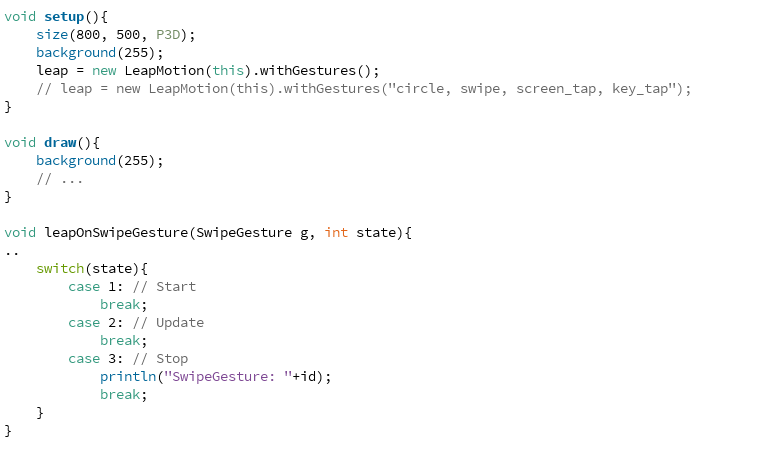 void setup(){
    size(800, 500, P3D);
    background(255);
    leap = new LeapMotion(this).withGestures();
    // leap = new LeapMotion(this).withGestures("circle, swipe, screen_tap, key_tap");
}

void draw(){
    background(255);
    // ...
}

void leapOnSwipeGesture(SwipeGesture g, int state){
..
    switch(state){
        case 1: // Start
            break;
        case 2: // Update
            break;
        case 3: // Stop
            println("SwipeGesture: "+id);
            break;
    }
}